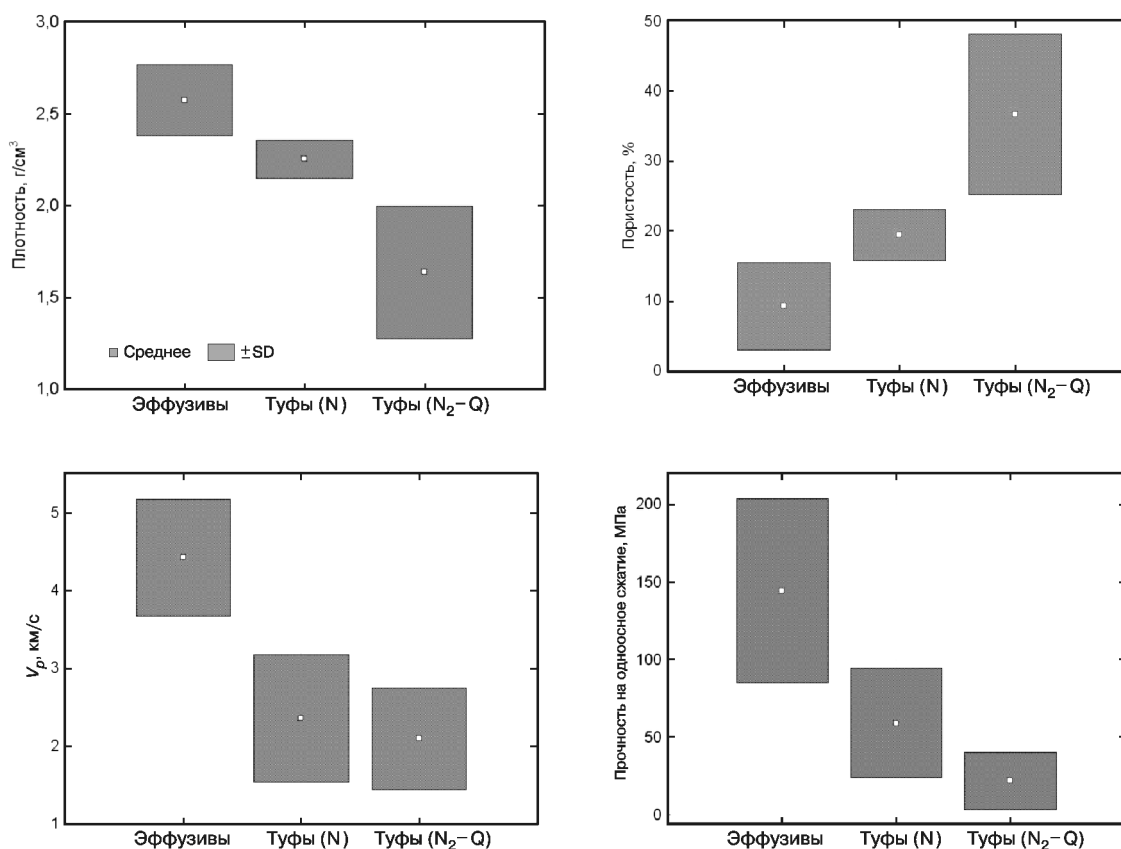 Плотность, г/см³
3,0
2,5
2,0
1,5
1,0
Среднее ±SD
Эффузивы Туфы (N) Туфы (N₂–Q)
Пористость, %
50
40
30
20
10
0
Эффузивы Туфы (N) Туфы (N₂–Q)
Vₚ, км/с
5
4
3
2
1
Эффузивы Туфы (N) Туфы (N₂–Q)
Прочность на одноосное сжатие, МПа
200
150
100
50
0
Эффузивы Туфы (N) Туфы (N₂–Q)